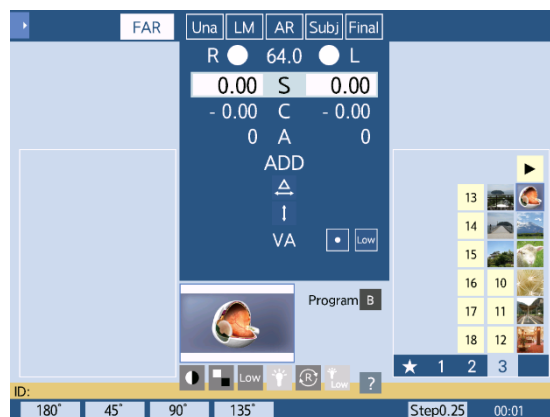 FAR Una LM AR Subj Final
R 64.0 L
0.00 S 0.00
- 0.00 C - 0.00
0 A 0
ADD
VA Low
13
14
15
16 10
17 11
18 12
Program B
Low R Low ?
★ 1 2 3
ID:
180° 45° 90° 135° Step0.25 00:01